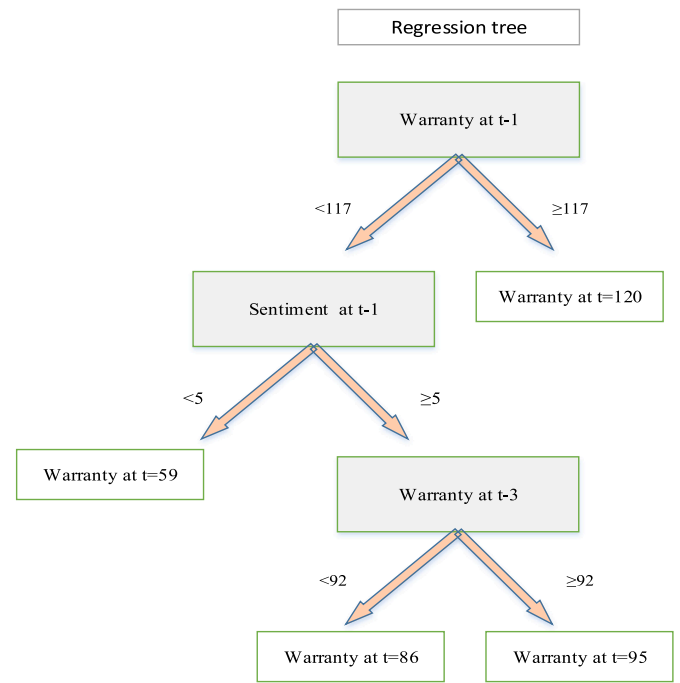 Regression tree
Warranty at t-1
<117
≥117
Sentiment at t-1
Warranty at t=120
<5
≥5
Warranty at t=59
Warranty at t-3
<92
≥92
Warranty at t=86
Warranty at t=95